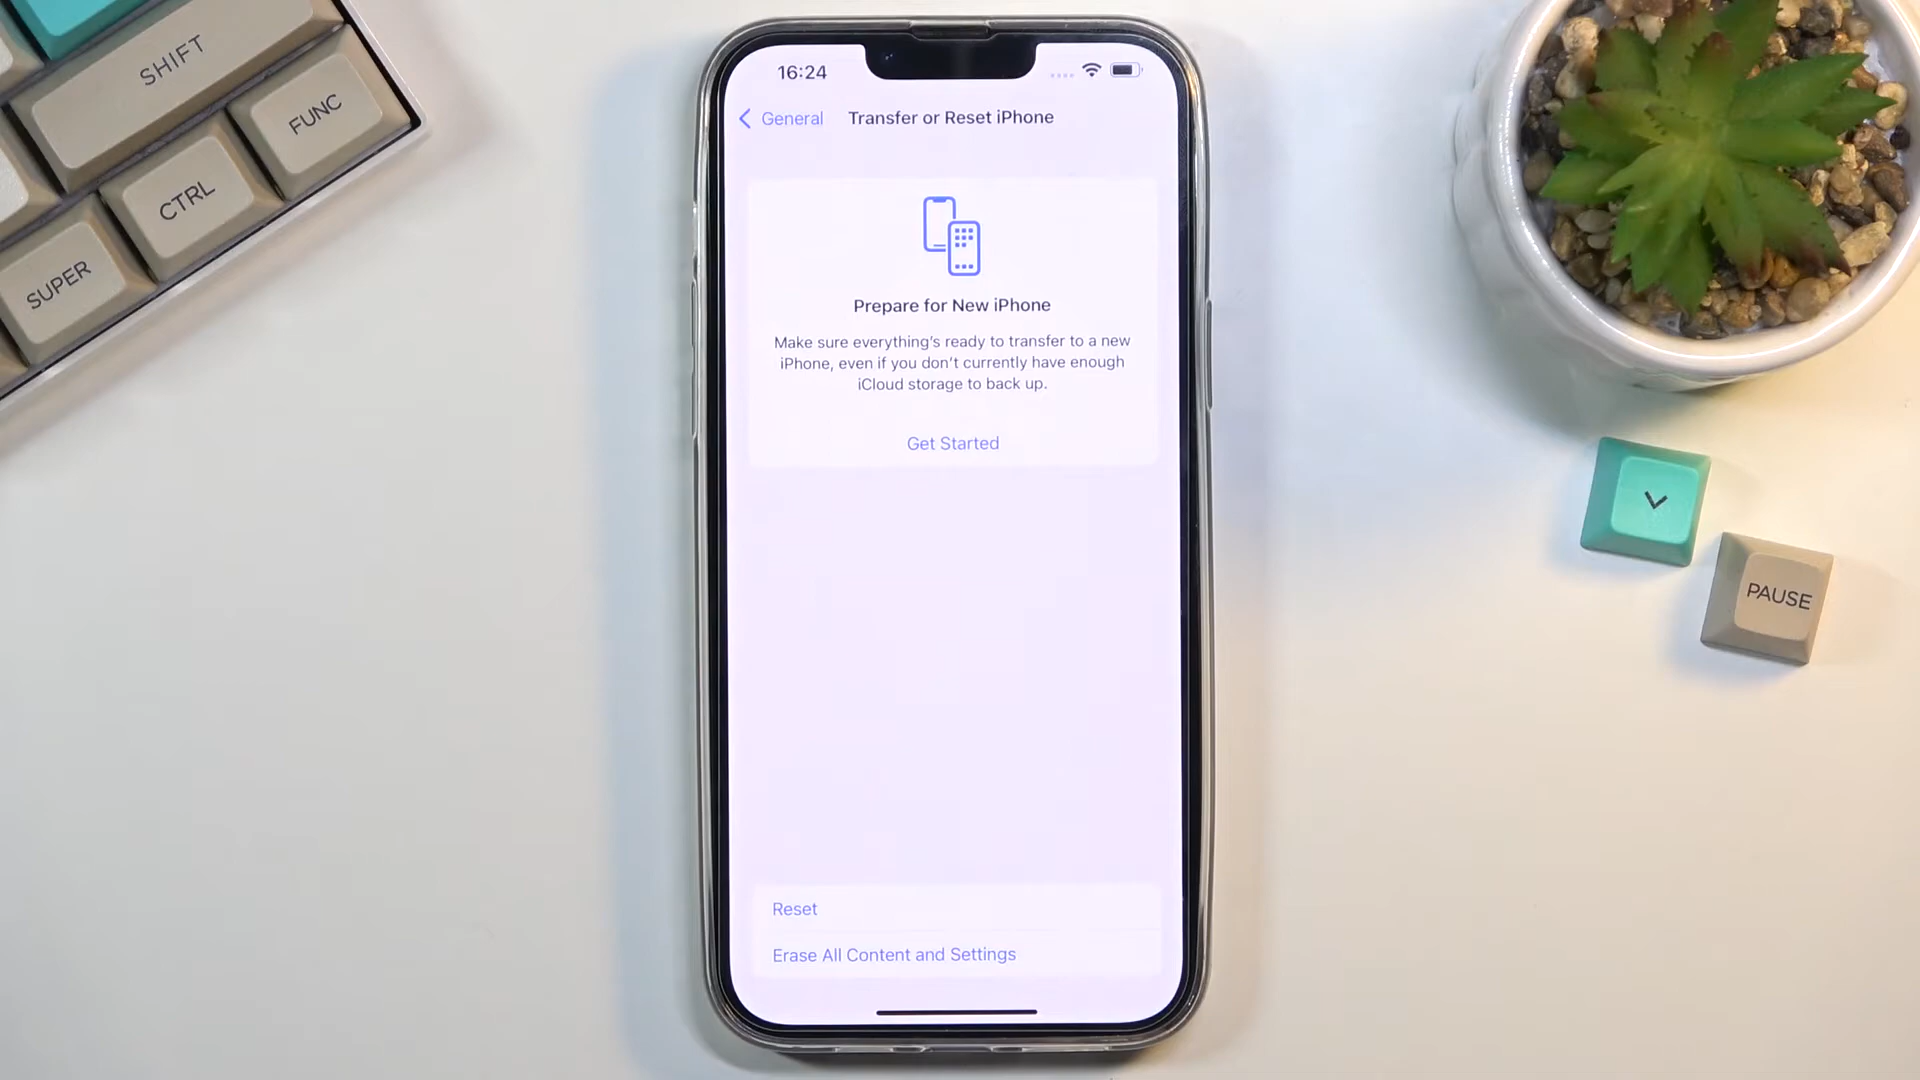 SHIFT
FUNC
CTRL
SUPER
16:24
General
Transfer or Reset iPhone
Prepare for New iPhone
Make sure everything's ready to transfer to a new
iPhone, even if you don't currently have enough
iCloud storage to back up.
Get Started
Reset
Erase All Content and Settings
PAUSE